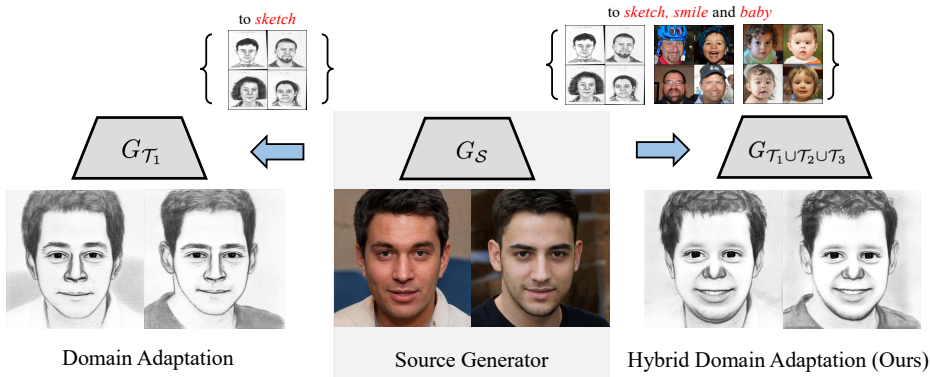 to sketch
to sketch, smile and baby
G_{\mathcal{T}_1}
G_{\mathcal{S}}
G_{\mathcal{T}_1 \cup \mathcal{T}_2 \cup \mathcal{T}_3}
Domain Adaptation
Source Generator
Hybrid Domain Adaptation (Ours)